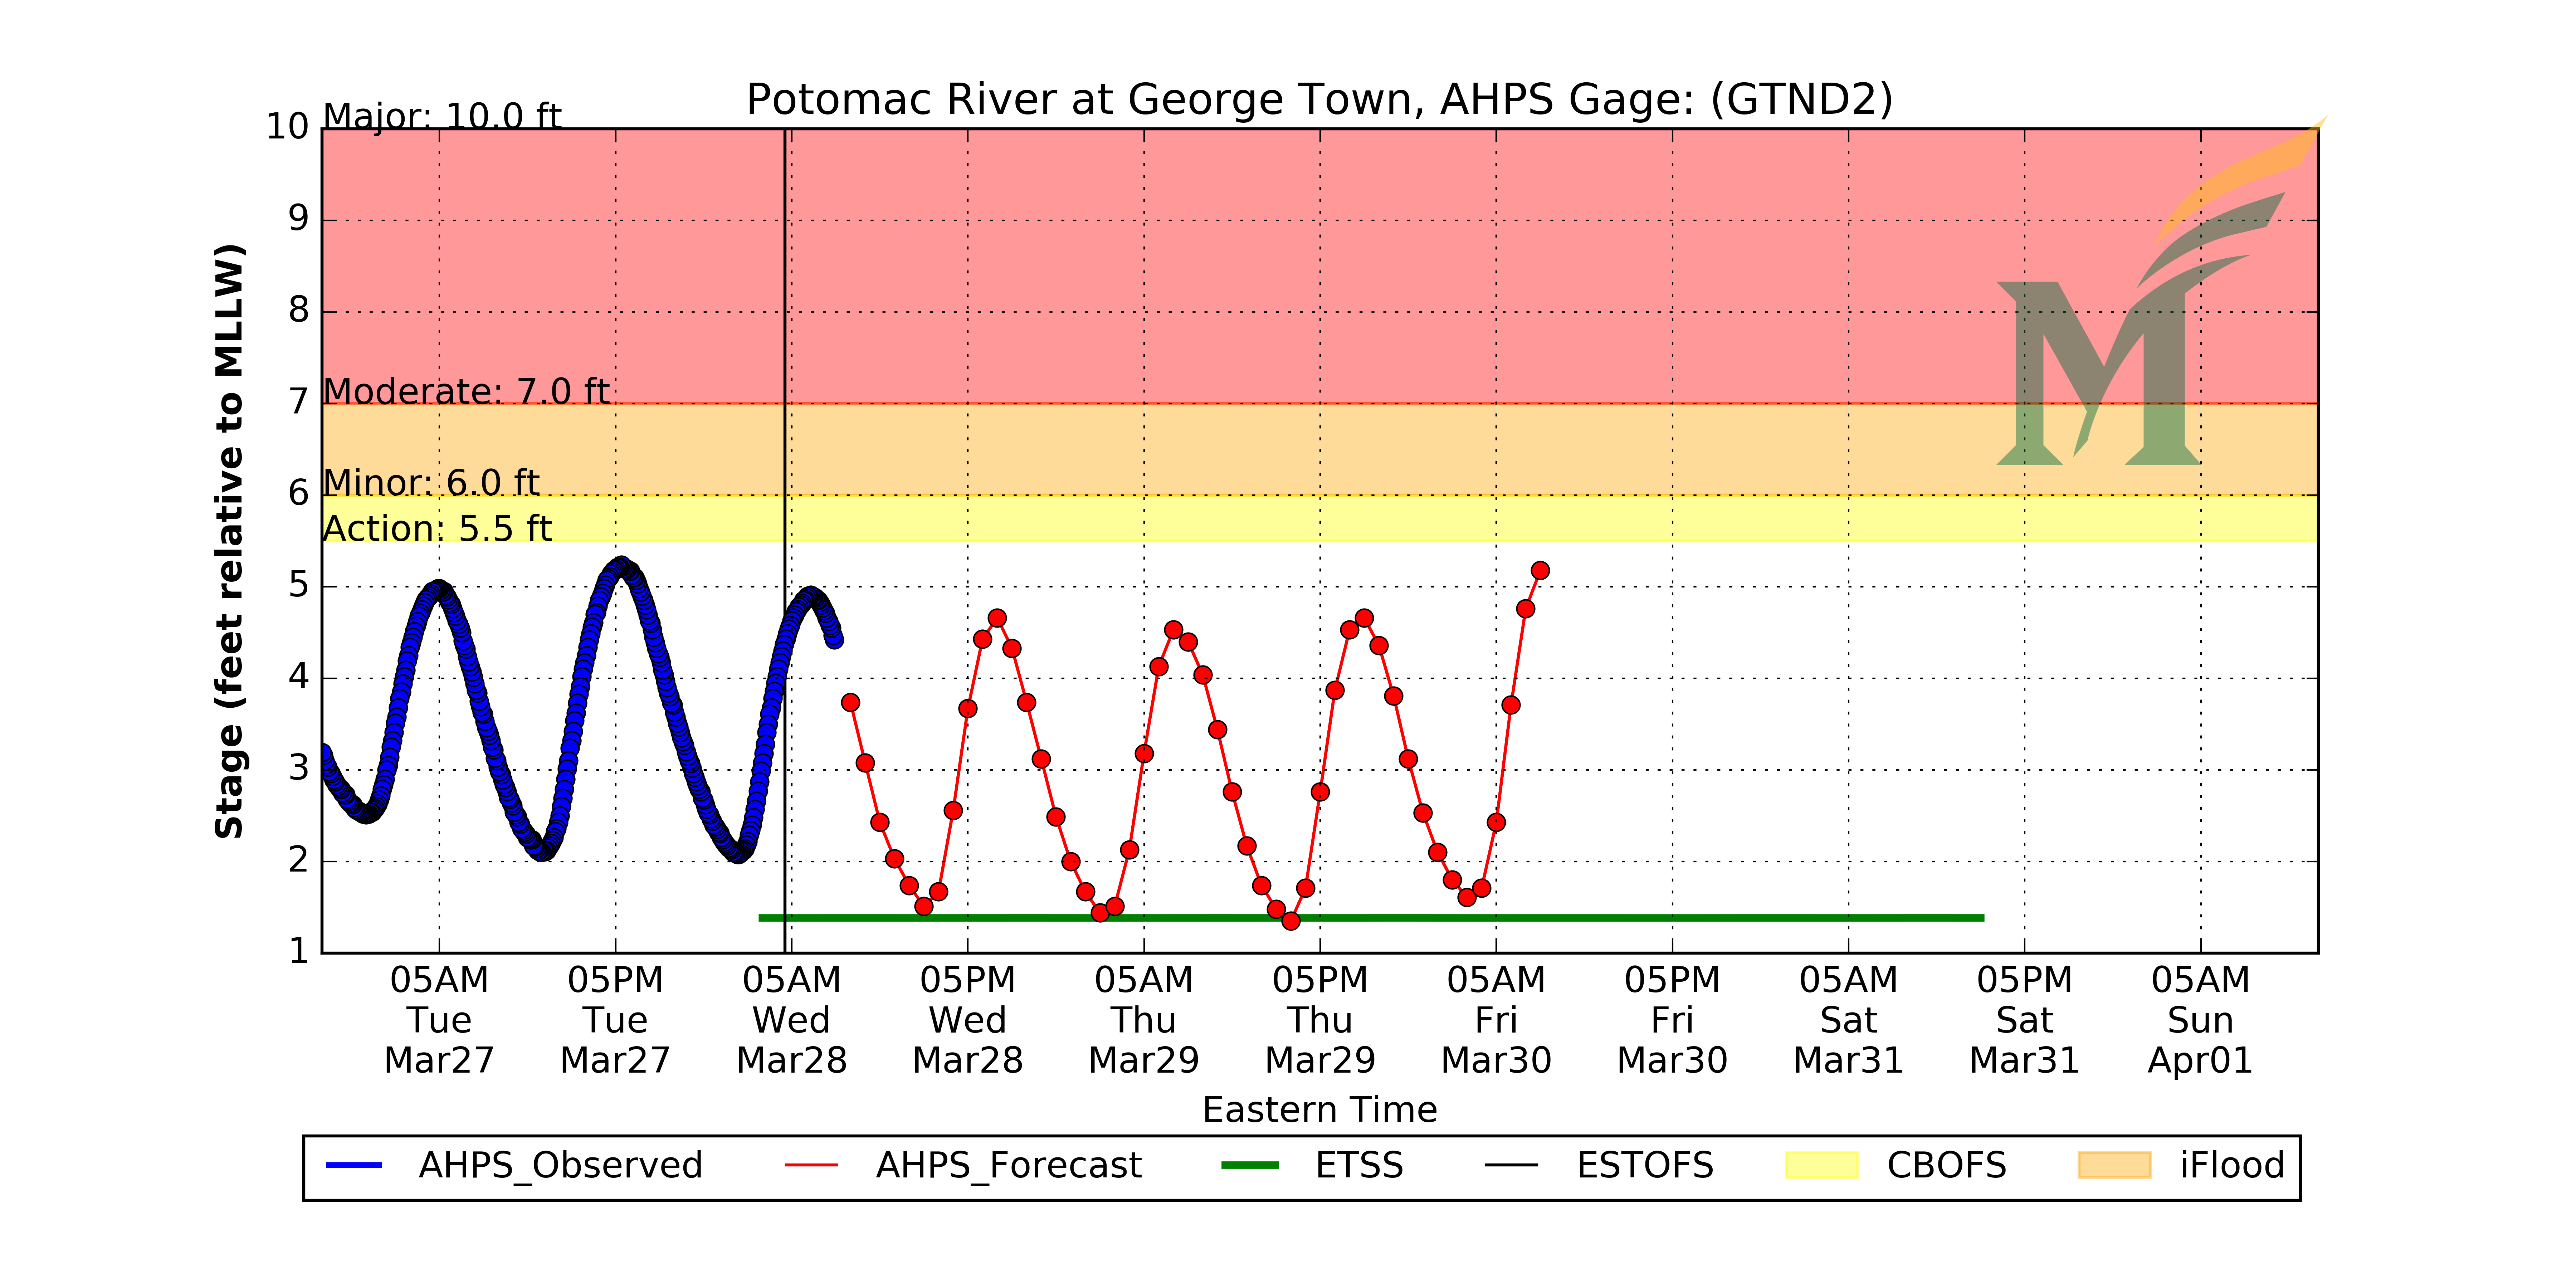 Potomac River at George Town, AHPS Gage: (GTND2)
Major: 10.0 ft
Moderate: 7.0 ft
Minor: 6.0 ft
Action: 5.5 ft
Stage (feet relative to MLLW)
10
9
8
7
6
5
4
3
2
1
05AM
Tue
Mar27
05PM
Tue
Mar27
05AM
Wed
Mar28
05PM
Wed
Mar28
05AM
Thu
Mar29
05PM
Thu
Mar29
05AM
Fri
Mar30
05PM
Fri
Mar30
05AM
Sat
Mar31
05PM
Sat
Mar31
05AM
Sun
Apr01
Eastern Time
AHPS_Observed
AHPS_Forecast
ETSS
ESTOFS
CBOFS
iFlood
M